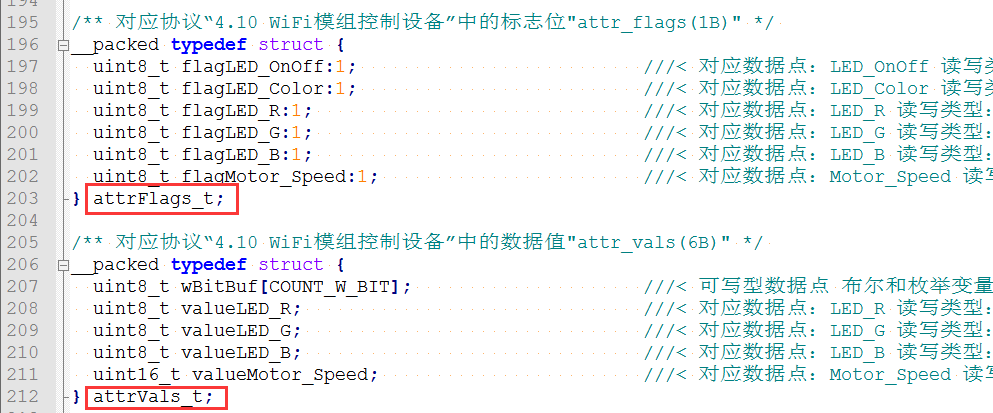 194
195 /** 对应协议“4.10 WiFi模组控制设备”中的标志位"attr_flags(1B)" */
196 __packed typedef struct {
197 uint8_t flagLED_OnOff:1; ///< 对应数据点: LED_OnOff 读写类
198 uint8_t flagLED_Color:1; ///< 对应数据点: LED_Color 读写类
199 uint8_t flagLED_R:1; ///< 对应数据点: LED_R 读写类型:
200 uint8_t flagLED_G:1; ///< 对应数据点: LED_G 读写类型:
201 uint8_t flagLED_B:1; ///< 对应数据点: LED_B 读写类型:
202 uint8_t flagMotor_Speed:1; ///< 对应数据点: Motor_Speed 读写
203 } attrFlags_t;
204
205 /** 对应协议“4.10 WiFi模组控制设备”中的数据值"attr_vals(6B)" */
206 __packed typedef struct {
207 uint8_t wBitBuf[COUNT_W_BIT]; ///< 可写型数据点 布尔和枚举变量
208 uint8_t valueLED_R; ///< 对应数据点: LED_R 读写类型:
209 uint8_t valueLED_G; ///< 对应数据点: LED_G 读写类型:
210 uint8_t valueLED_B; ///< 对应数据点: LED_B 读写类型:
211 uint16_t valueMotor_Speed; ///< 对应数据点: Motor_Speed 读写
212 } attrVals_t;